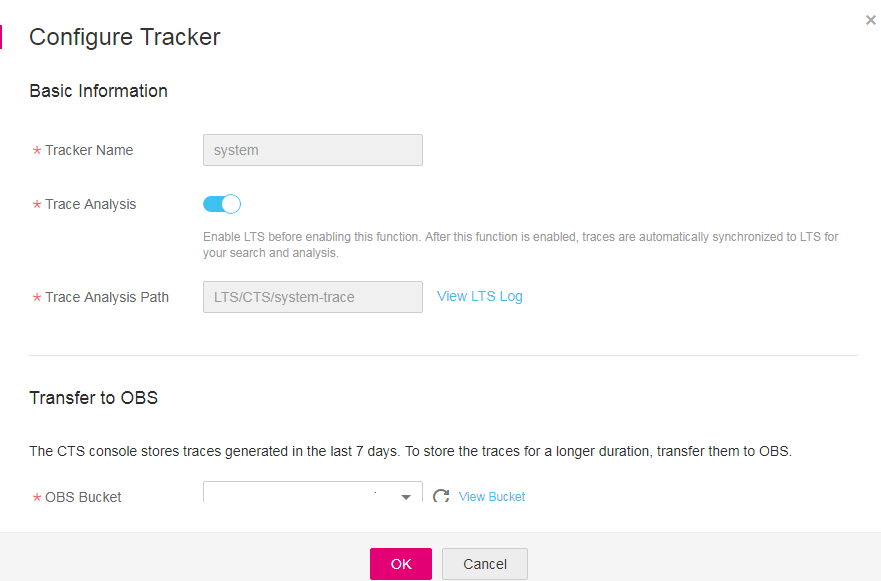 ×
Configure Tracker
Basic Information
* Tracker Name
system
* Trace Analysis
Enable LTS before enabling this function. After this function is enabled, traces are automatically synchronized to LTS for
your search and analysis.
* Trace Analysis Path
LTS/CTS/system-trace
View LTS Log
Transfer to OBS
The CTS console stores traces generated in the last 7 days. To store the traces for a longer duration, transfer them to OBS.
* OBS Bucket
View Bucket
OK
Cancel